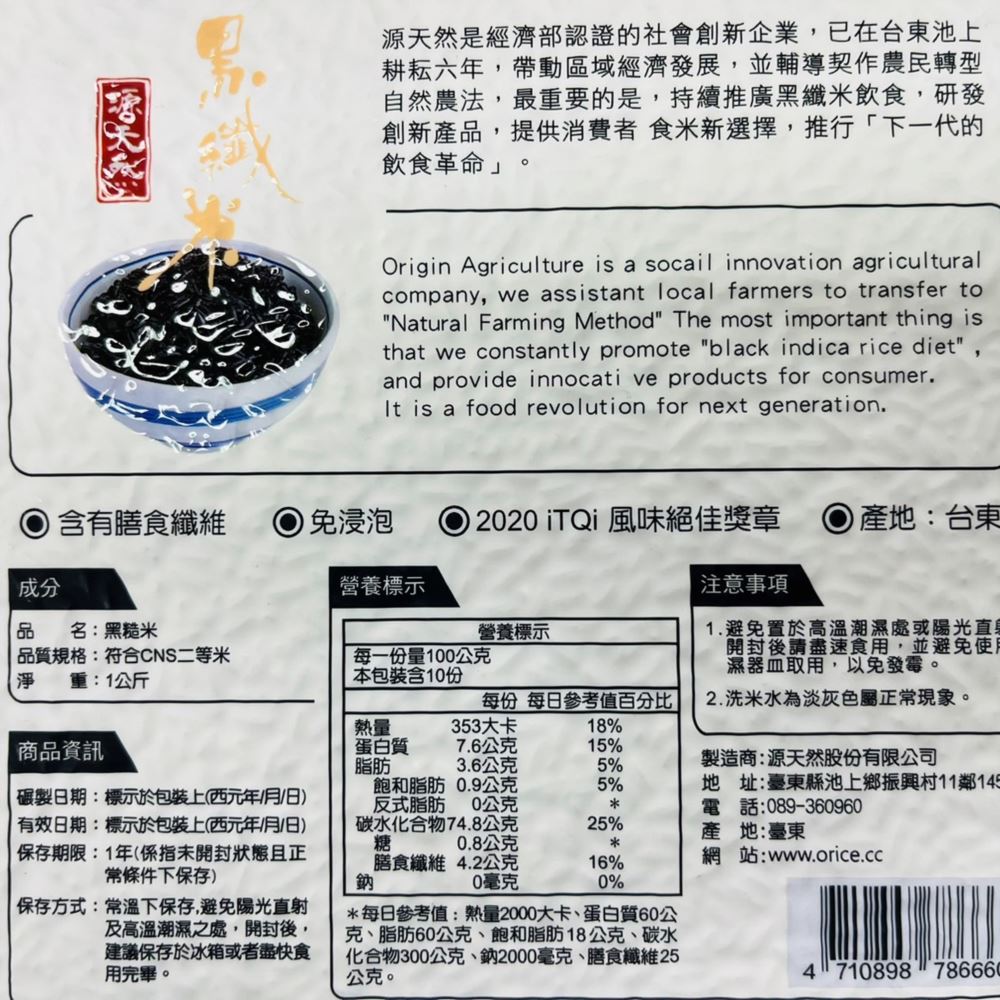 黑纖米
源天然
源天然是經濟部認證的社會創新企業，已在台東池上
耕耘六年，帶動區域經濟發展，並輔導契作農民轉型
自然農法，最重要的是，持續推廣黑纖米飲食，研發
創新產品，提供消費者 食米新選擇，推行「下一代的
飲食革命」。
Origin Agriculture is a socail innovation agricultural
company, we assistant local farmers to transfer to
"Natural Farming Method" The most important thing is
that we constantly promote "black indica rice diet" ,
and provide innocati ve products for consumer.
It is a food revolution for next generation.
◉含有膳食纖維 ◉免浸泡 ◉2020 iTQi 風味絕佳獎章 ◉產地：台東
成分
品　名：黑糙米
品質規格：符合CNS二等米
淨　重：1公斤
商品資訊
碾製日期：標示於包裝上(西元年/月/日)
有效日期：標示於包裝上(西元年/月/日)
保存期限：1年(係指未開封狀態且正
常條件下保存)
保存方式：常溫下保存,避免陽光直射
及高溫潮濕之處，開封後，
建議保存於冰箱或者盡快食
用完畢。
營養標示
營養標示
每一份量100公克
本包裝含10份
每份 每日參考值百分比
熱量 353大卡 18%
蛋白質 7.6公克 15%
脂肪 3.6公克 5%
飽和脂肪 0.9公克 5%
反式脂肪 0公克 *
碳水化合物74.8公克 25%
糖 0.8公克 *
膳食纖維 4.2公克 16%
鈉 0毫克 0%
*每日參考值：熱量2000大卡、蛋白質60公
克、脂肪60公克、飽和脂肪18公克、碳水
化合物300公克、鈉2000毫克、膳食纖維25
公克。
注意事項
1.避免置於高溫潮濕處或陽光直射
開封後請盡速食用，並避免使用
濕器皿取用，以免發霉。
2.洗米水為淡灰色屬正常現象。
製造商:源天然股份有限公司
地　址:臺東縣池上鄉振興村11鄰145
電　話:089-360960
產　地:臺東
網　站:www.orice.cc
4 710898 78666